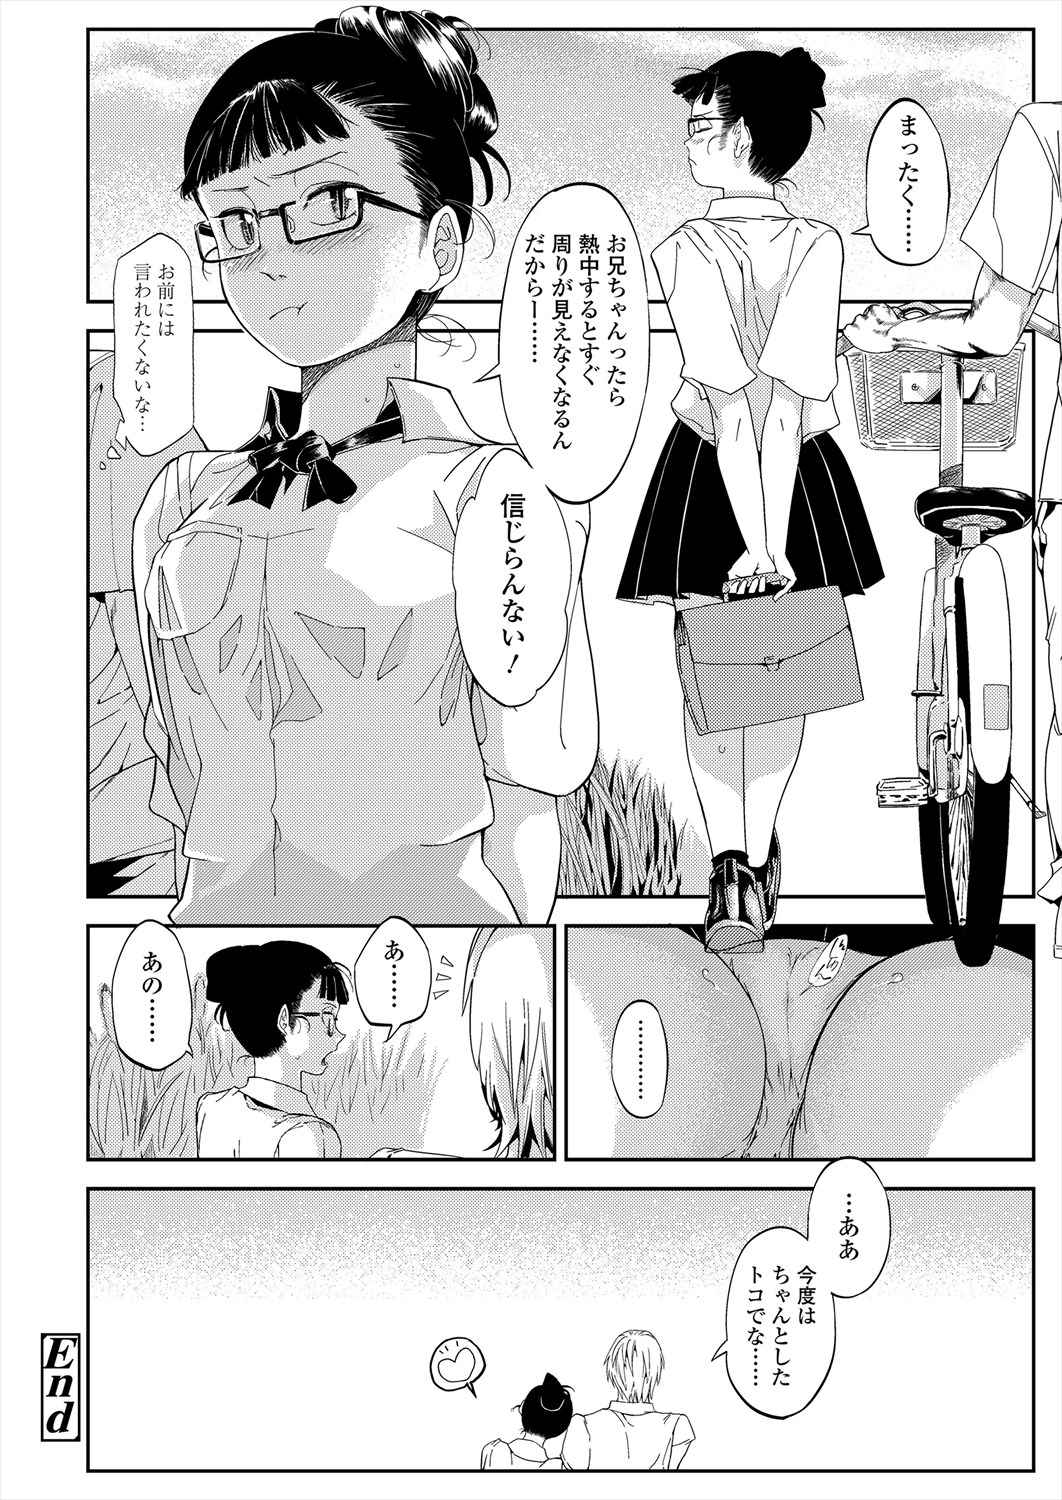 まったく……
お兄ちゃんったら
熱中するとすぐ
周りが見えなくなるん
だからー……
信じらんない！
お前には
言われたくないな…
………
あ……
あの……
…ああ
今度は
ちゃんとした
トコでな……
End